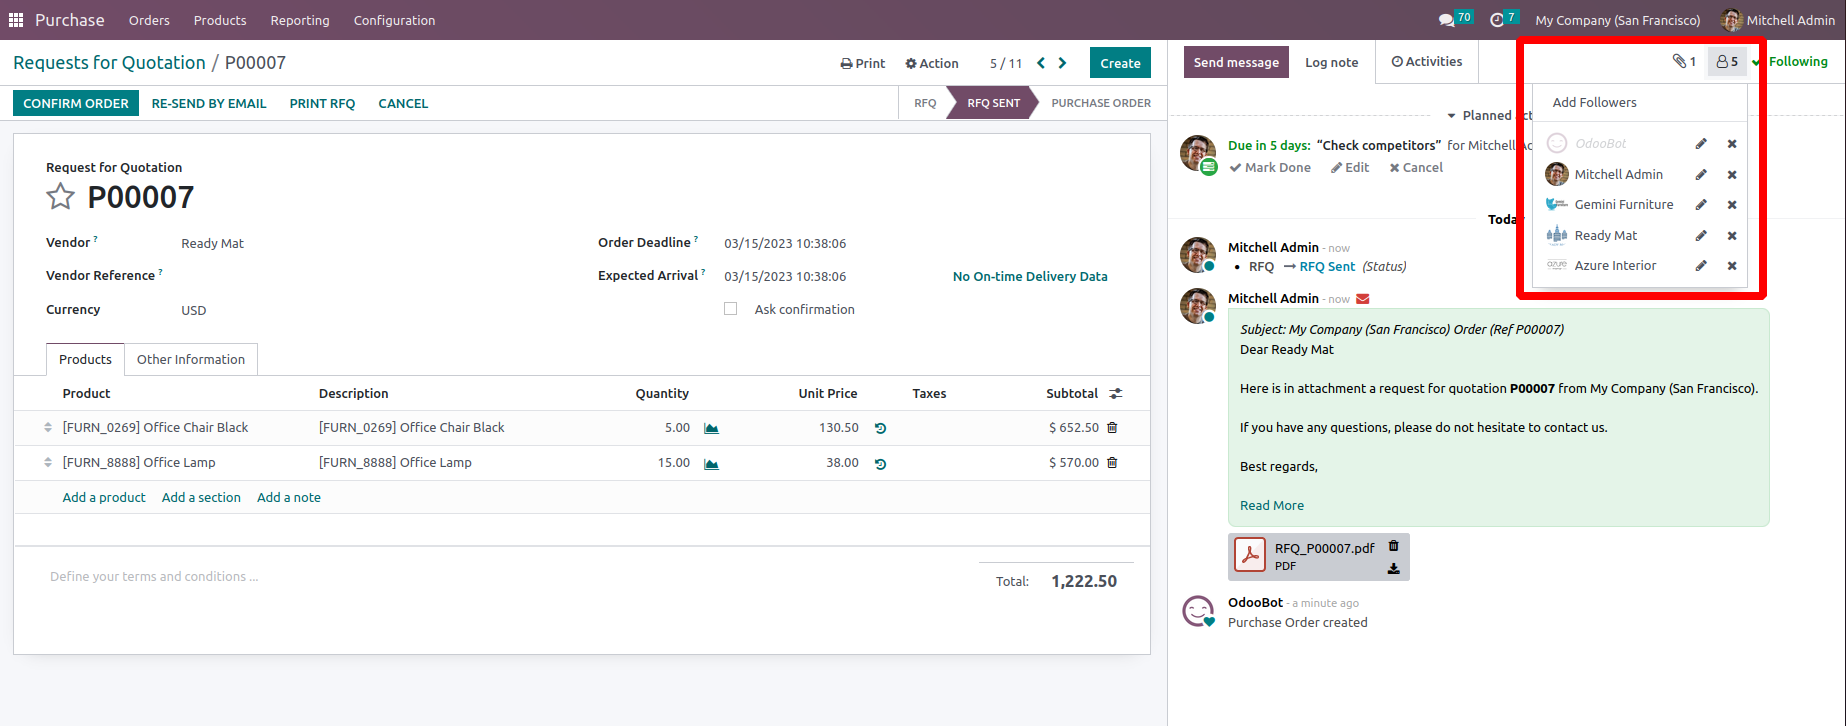 Purchase Orders Products Reporting Configuration 70 7 My Company (San Francisco) Mitchell Admin
Requests for Quotation / P00007 Print Action 5 / 11 Create
Send message Log note Activities 1 5 Following
CONFIRM ORDER RE-SEND BY EMAIL PRINT RFQ CANCEL RFQ RFQ SENT PURCHASE ORDER
Request for Quotation
P00007
Vendor ? Ready Mat Order Deadline ? 03/15/2023 10:38:06
Vendor Reference ? Expected Arrival ? 03/15/2023 10:38:06 No On-time Delivery Data
Currency USD Ask confirmation
Products Other Information
Product Description Quantity Unit Price Taxes Subtotal
[FURN_0269] Office Chair Black [FURN_0269] Office Chair Black 5.00 130.50 $ 652.50
[FURN_8888] Office Lamp [FURN_8888] Office Lamp 15.00 38.00 $ 570.00
Add a product Add a section Add a note
Define your terms and conditions ...
Total: 1,222.50
Add Followers
OdooBot
Mitchell Admin
Gemini Furniture
Ready Mat
Azure Interior
Planned act
Due in 5 days: “Check competitors” for Mitchell Ad
Mark Done Edit Cancel
Today
Mitchell Admin - now
• RFQ → RFQ Sent (Status)
Mitchell Admin - now
Subject: My Company (San Francisco) Order (Ref P00007)
Dear Ready Mat
Here is in attachment a request for quotation P00007 from My Company (San Francisco).
If you have any questions, please do not hesitate to contact us.
Best regards,
Read More
RFQ_P00007.pdf
PDF
OdooBot - a minute ago
Purchase Order created